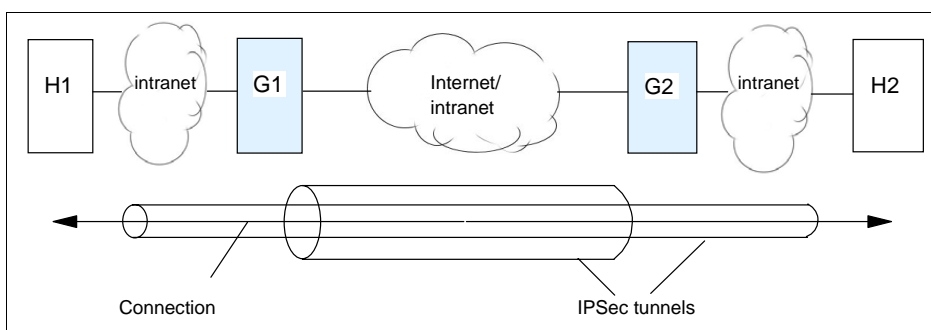 H1
intranet
G1
Internet/
intranet
G2
intranet
H2
Connection
IPSec tunnels